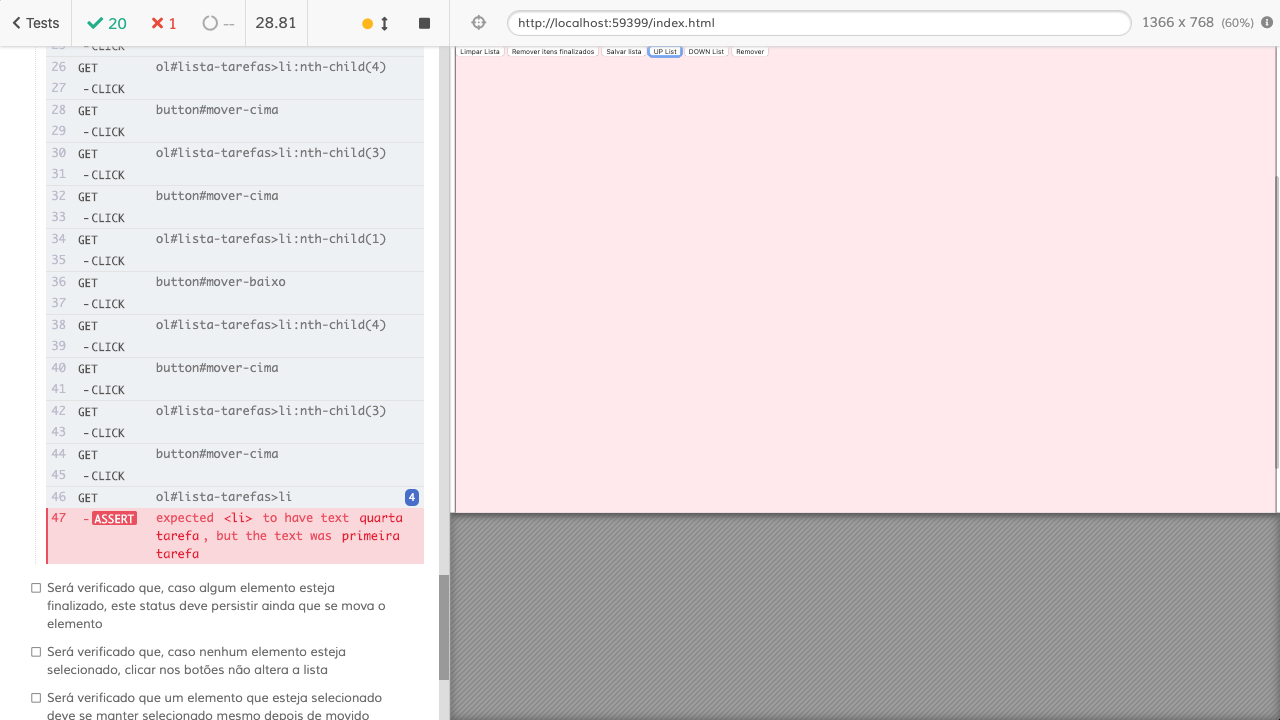 Tests 20 1 -- 28.81 http://localhost:59399/index.html 1366 x 768 (60%)
Limpar Lista Remover itens finalizados Salvar lista UP List DOWN List Remover
25 -CLICK
26 GET ol#lista-tarefas>li:nth-child(4)
27 -CLICK
28 GET button#mover-cima
29 -CLICK
30 GET ol#lista-tarefas>li:nth-child(3)
31 -CLICK
32 GET button#mover-cima
33 -CLICK
34 GET ol#lista-tarefas>li:nth-child(1)
35 -CLICK
36 GET button#mover-baixo
37 -CLICK
38 GET ol#lista-tarefas>li:nth-child(4)
39 -CLICK
40 GET button#mover-cima
41 -CLICK
42 GET ol#lista-tarefas>li:nth-child(3)
43 -CLICK
44 GET button#mover-cima
45 -CLICK
46 GET ol#lista-tarefas>li 4
47 -ASSERT expected <li> to have text quarta
tarefa, but the text was primeira
tarefa
Será verificado que, caso algum elemento esteja
finalizado, este status deve persistir ainda que se mova o
elemento
Será verificado que, caso nenhum elemento esteja
selecionado, clicar nos botões não altera a lista
Será verificado que um elemento que esteja selecionado
deve se manter selecionado mesmo depois de movido